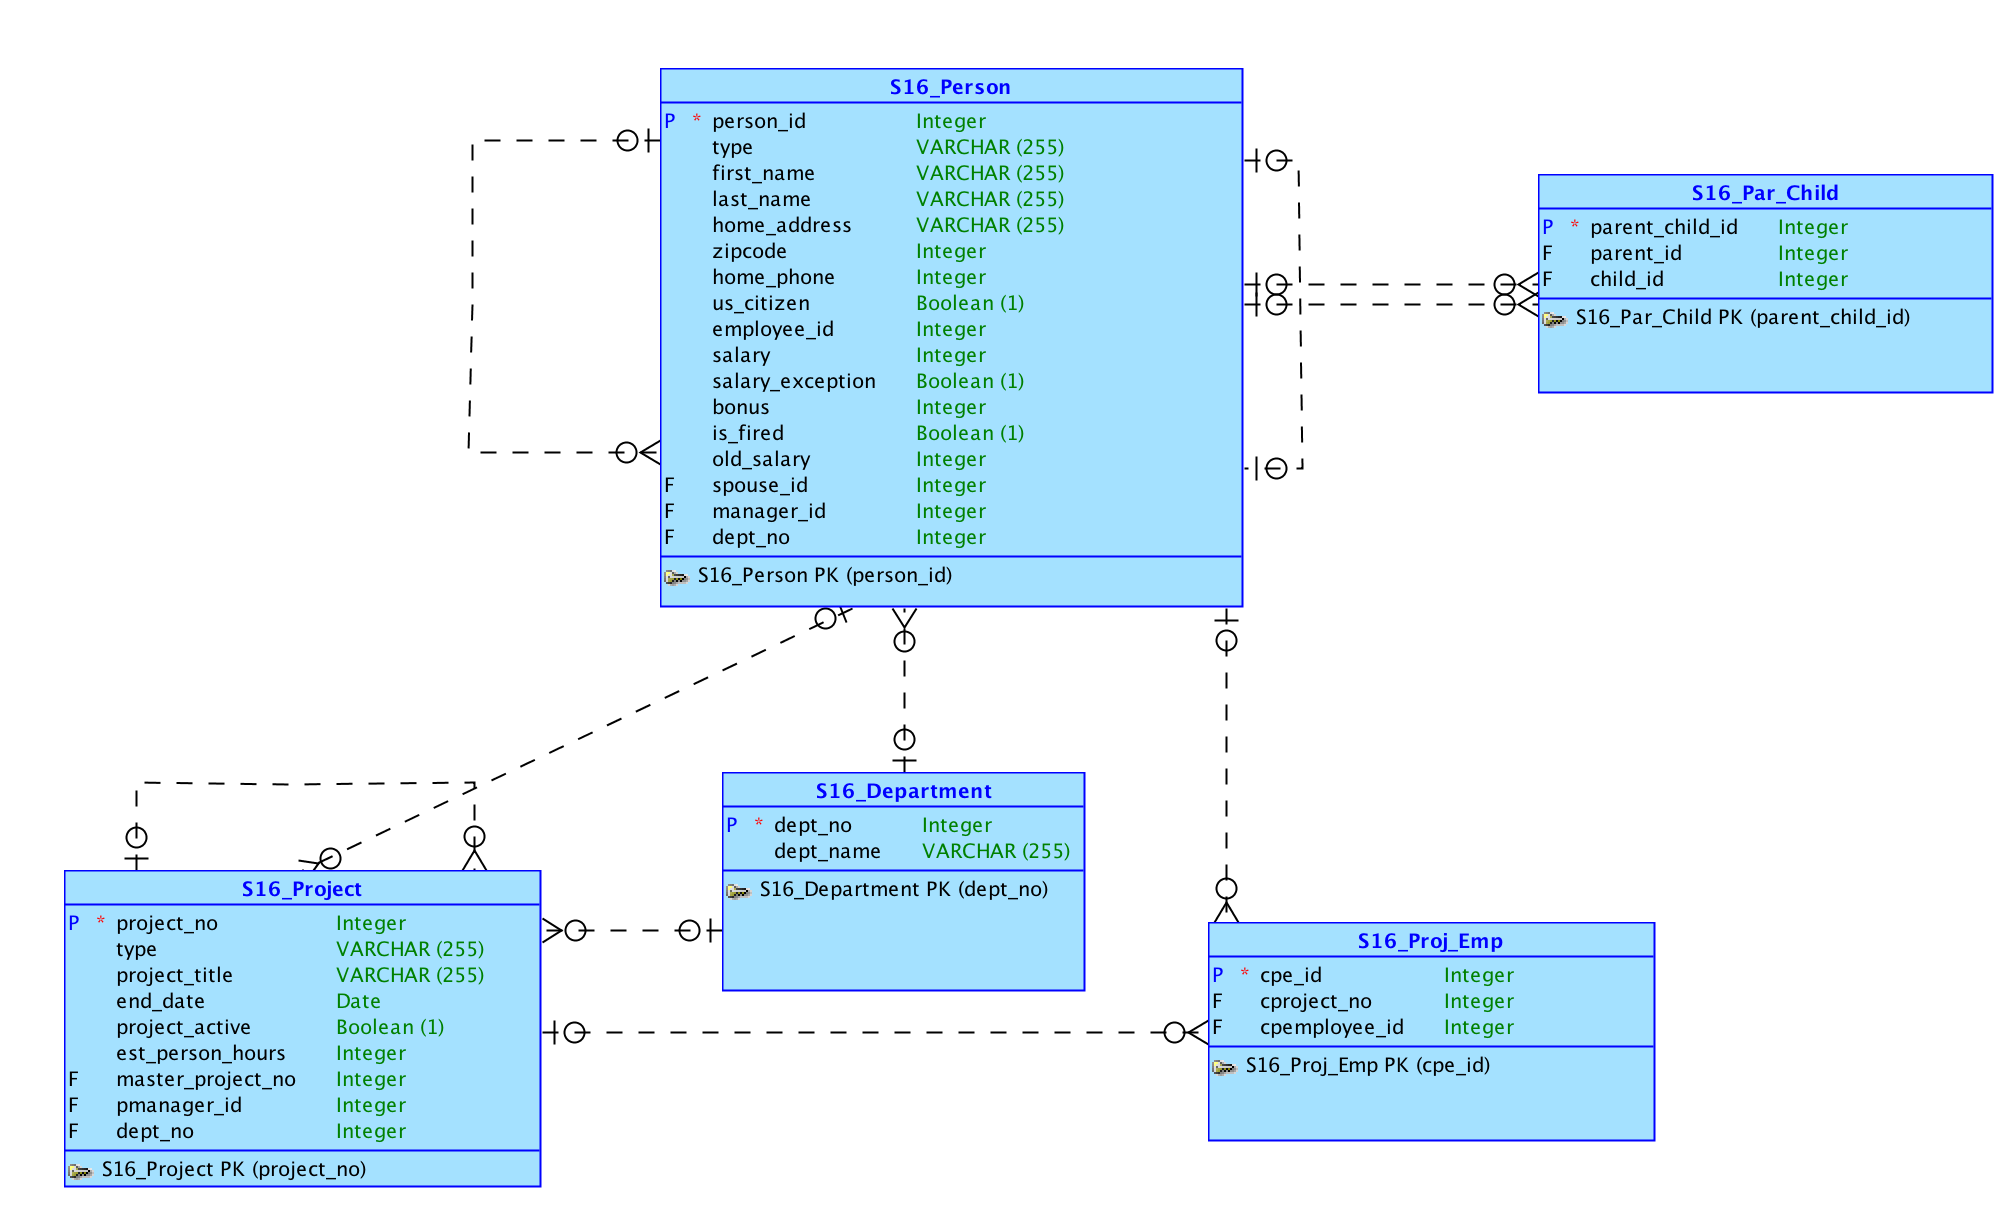 S16_Person
P * person_id Integer
type VARCHAR (255)
first_name VARCHAR (255)
last_name VARCHAR (255)
home_address VARCHAR (255)
zipcode Integer
home_phone Integer
us_citizen Boolean (1)
employee_id Integer
salary Integer
salary_exception Boolean (1)
bonus Integer
is_fired Boolean (1)
old_salary Integer
F spouse_id Integer
F manager_id Integer
F dept_no Integer
S16_Person PK (person_id)
S16_Par_Child
P * parent_child_id Integer
F parent_id Integer
F child_id Integer
S16_Par_Child PK (parent_child_id)
S16_Department
P * dept_no Integer
dept_name VARCHAR (255)
S16_Department PK (dept_no)
S16_Project
P * project_no Integer
type VARCHAR (255)
project_title VARCHAR (255)
end_date Date
project_active Boolean (1)
est_person_hours Integer
F master_project_no Integer
F pmanager_id Integer
F dept_no Integer
S16_Project PK (project_no)
S16_Proj_Emp
P * cpe_id Integer
F cproject_no Integer
F cpemployee_id Integer
S16_Proj_Emp PK (cpe_id)